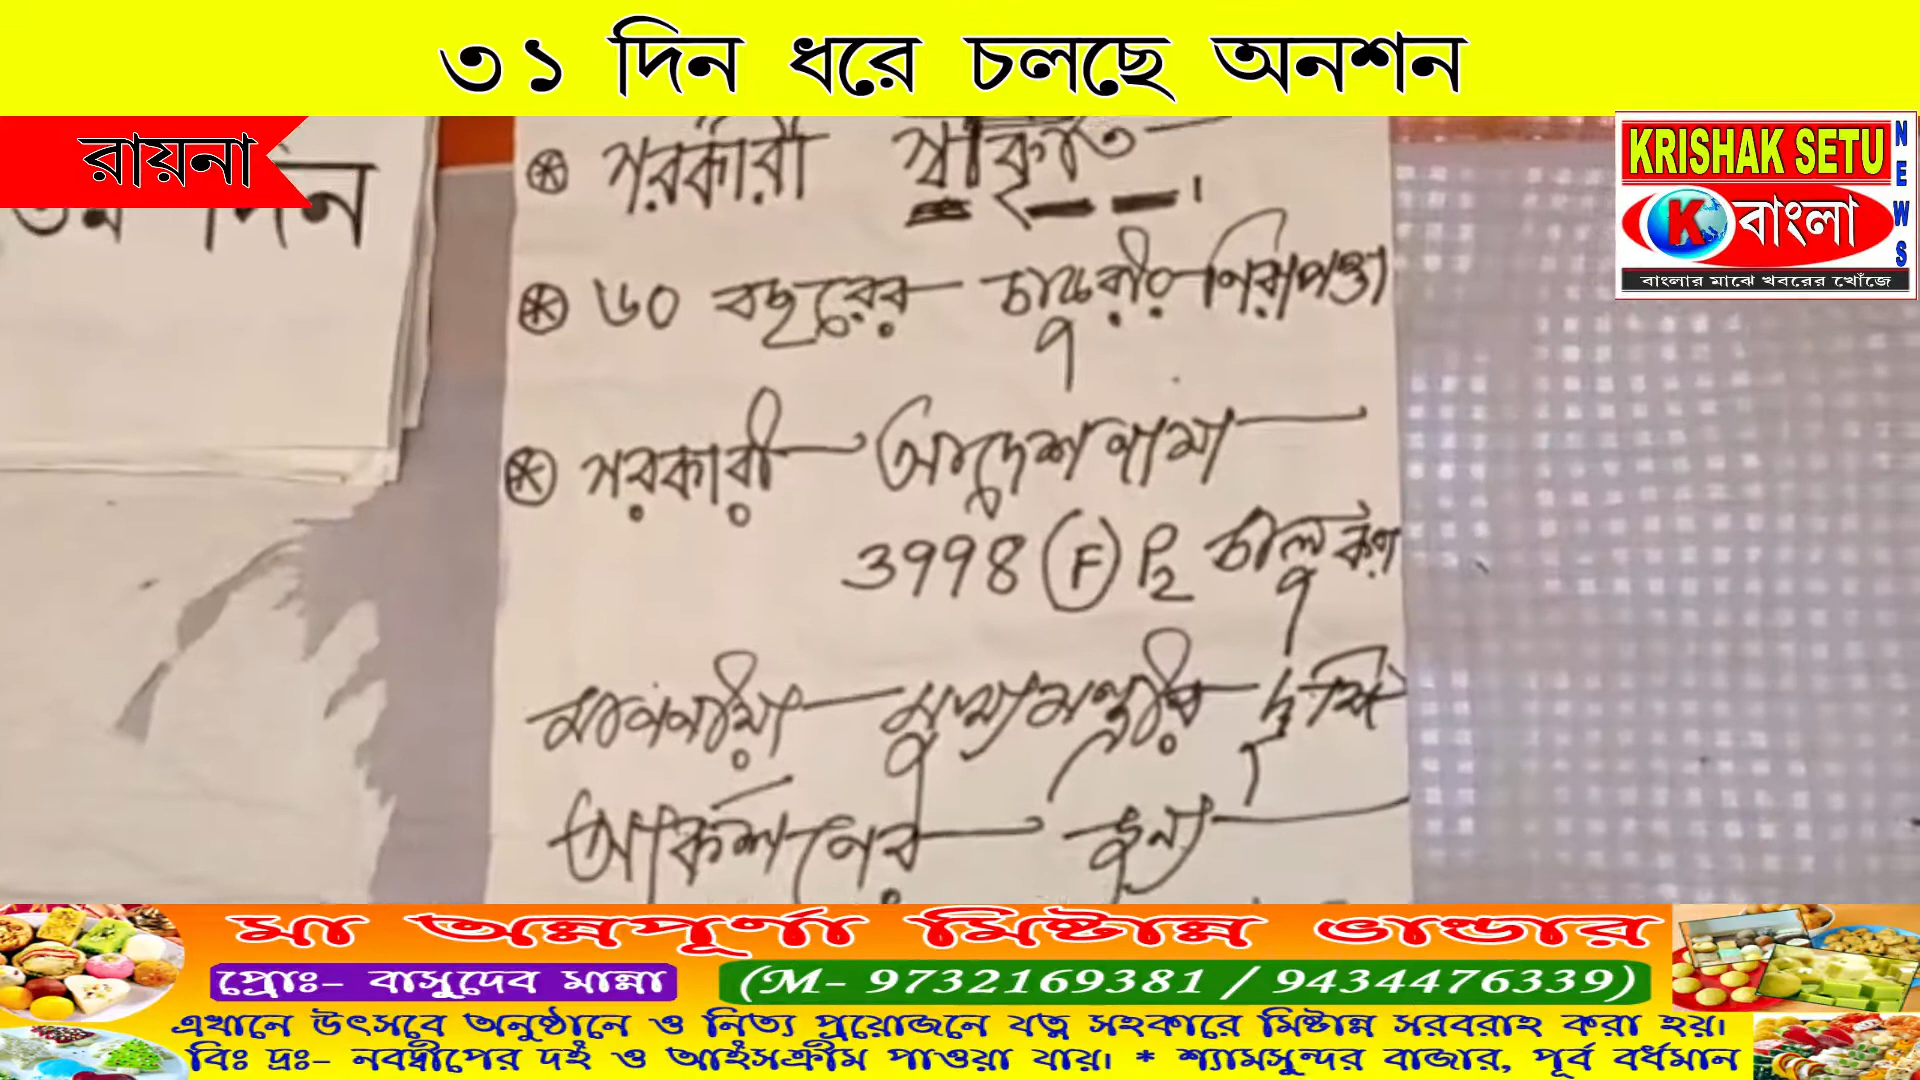 ৩১ দিন ধরে চলছে অনশন
রায়না
KRISHAK SETU
NEWS
K বাংলা
বাংলার মাঝে খবরের খোঁজে
দিন
সরকারী স্বীকৃতি
৬০ বছরের চাকুরীর নিরাপত্তা
সরকারী আদেশনামা
3998 (F) P2 চালু করা
মাননীয়া মুখ্যমন্ত্রীর দৃষ্টি
আকর্শনের জন্য
মা অন্নপূর্ণা মিষ্টান্ন ভান্ডার
প্রোঃ- বাসুদেব মান্না (M- 9732169381 / 9434476339)
এখানে উৎসবে অনুষ্ঠানে ও নিত্য প্রয়োজনে যত্ন সহকারে মিষ্টান্ন সরবরাহ করা হয়।
বিঃ দ্রঃ- নবদ্বীপের দই ও আইসক্রীম পাওয়া যায়। * শ্যামসুন্দর বাজার, পূর্ব বর্ধমান